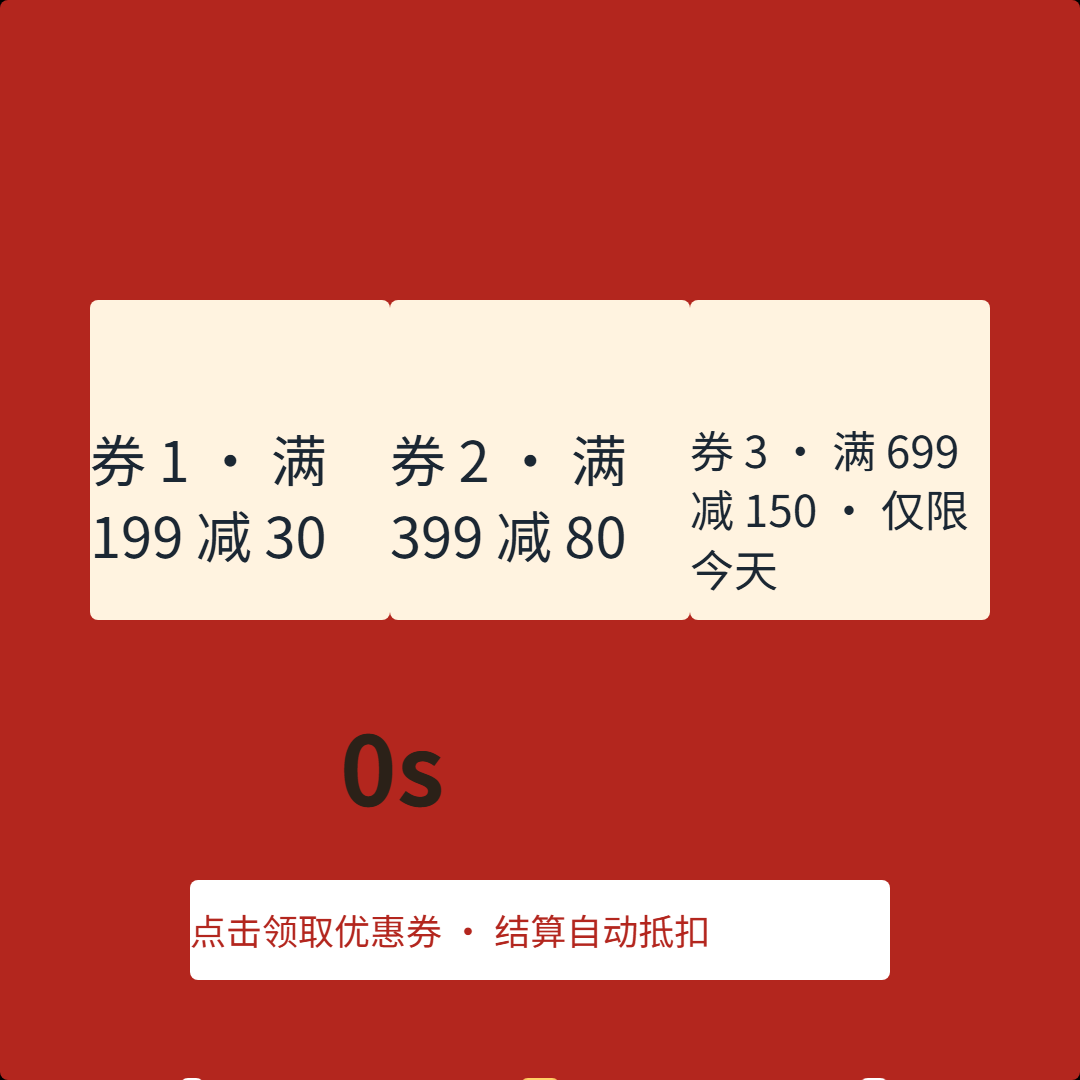 券 1 · 满
199 减 30
券 2 · 满
399 减 80
券 3 · 满 699
减 150 · 仅限
今天
0s
点击领取优惠券 · 结算自动抵扣